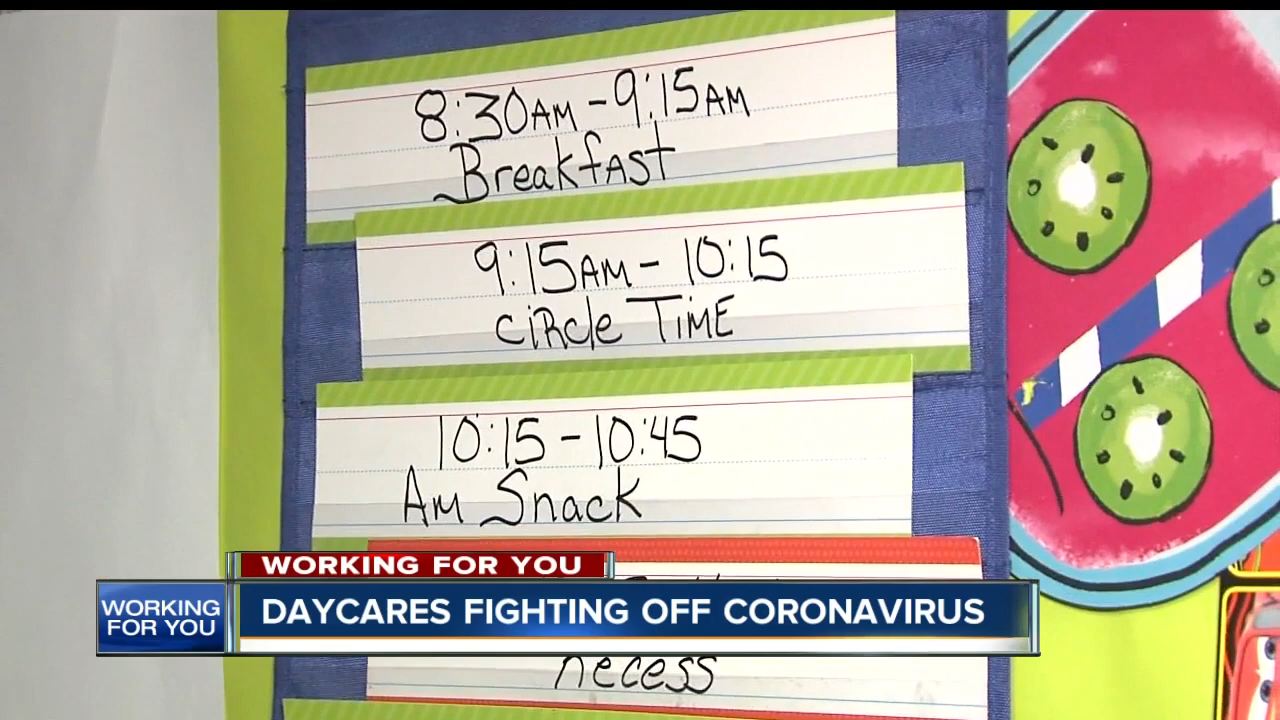 8:30AM - 9:15AM
Breakfast
9:15AM - 10:15
CiRcle TiME
10:15 - 10:45
Am Snack
WORKING FOR YOU
WORKING
FOR YOU
DAYCARES FIGHTING OFF CORONAVIRUS